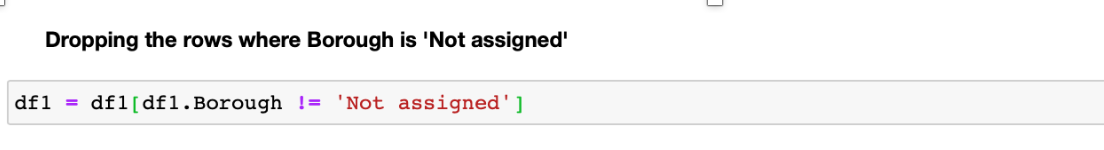 Dropping the rows where Borough is 'Not assigned'
df1 = df1[df1.Borough != 'Not assigned']